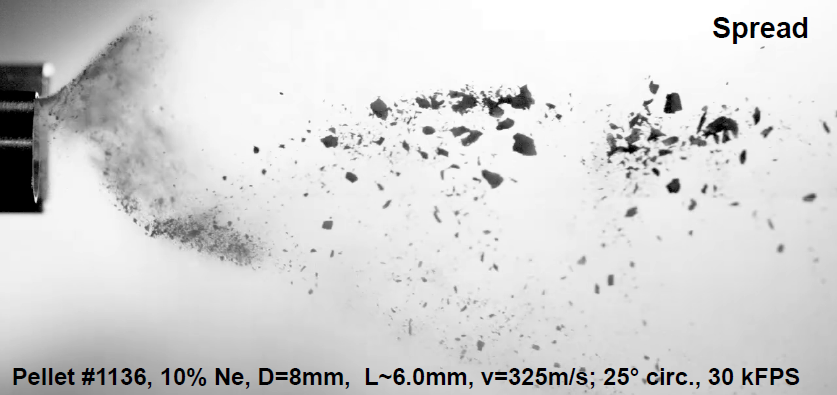 Spread
Pellet #1136, 10% Ne, D=8mm, L~6.0mm, v=325m/s; 25° circ., 30 kFPS